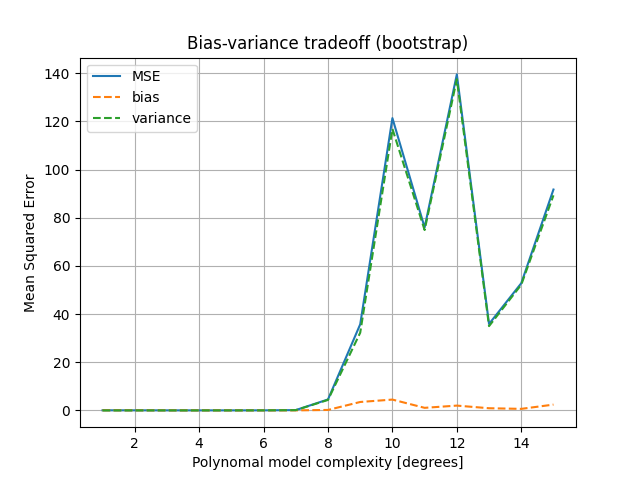 Bias-variance tradeoff (bootstrap)
MSE
bias
variance
140
120
100
80
60
40
20
0
Mean Squared Error
2 4 6 8 10 12 14
Polynomal model complexity [degrees]